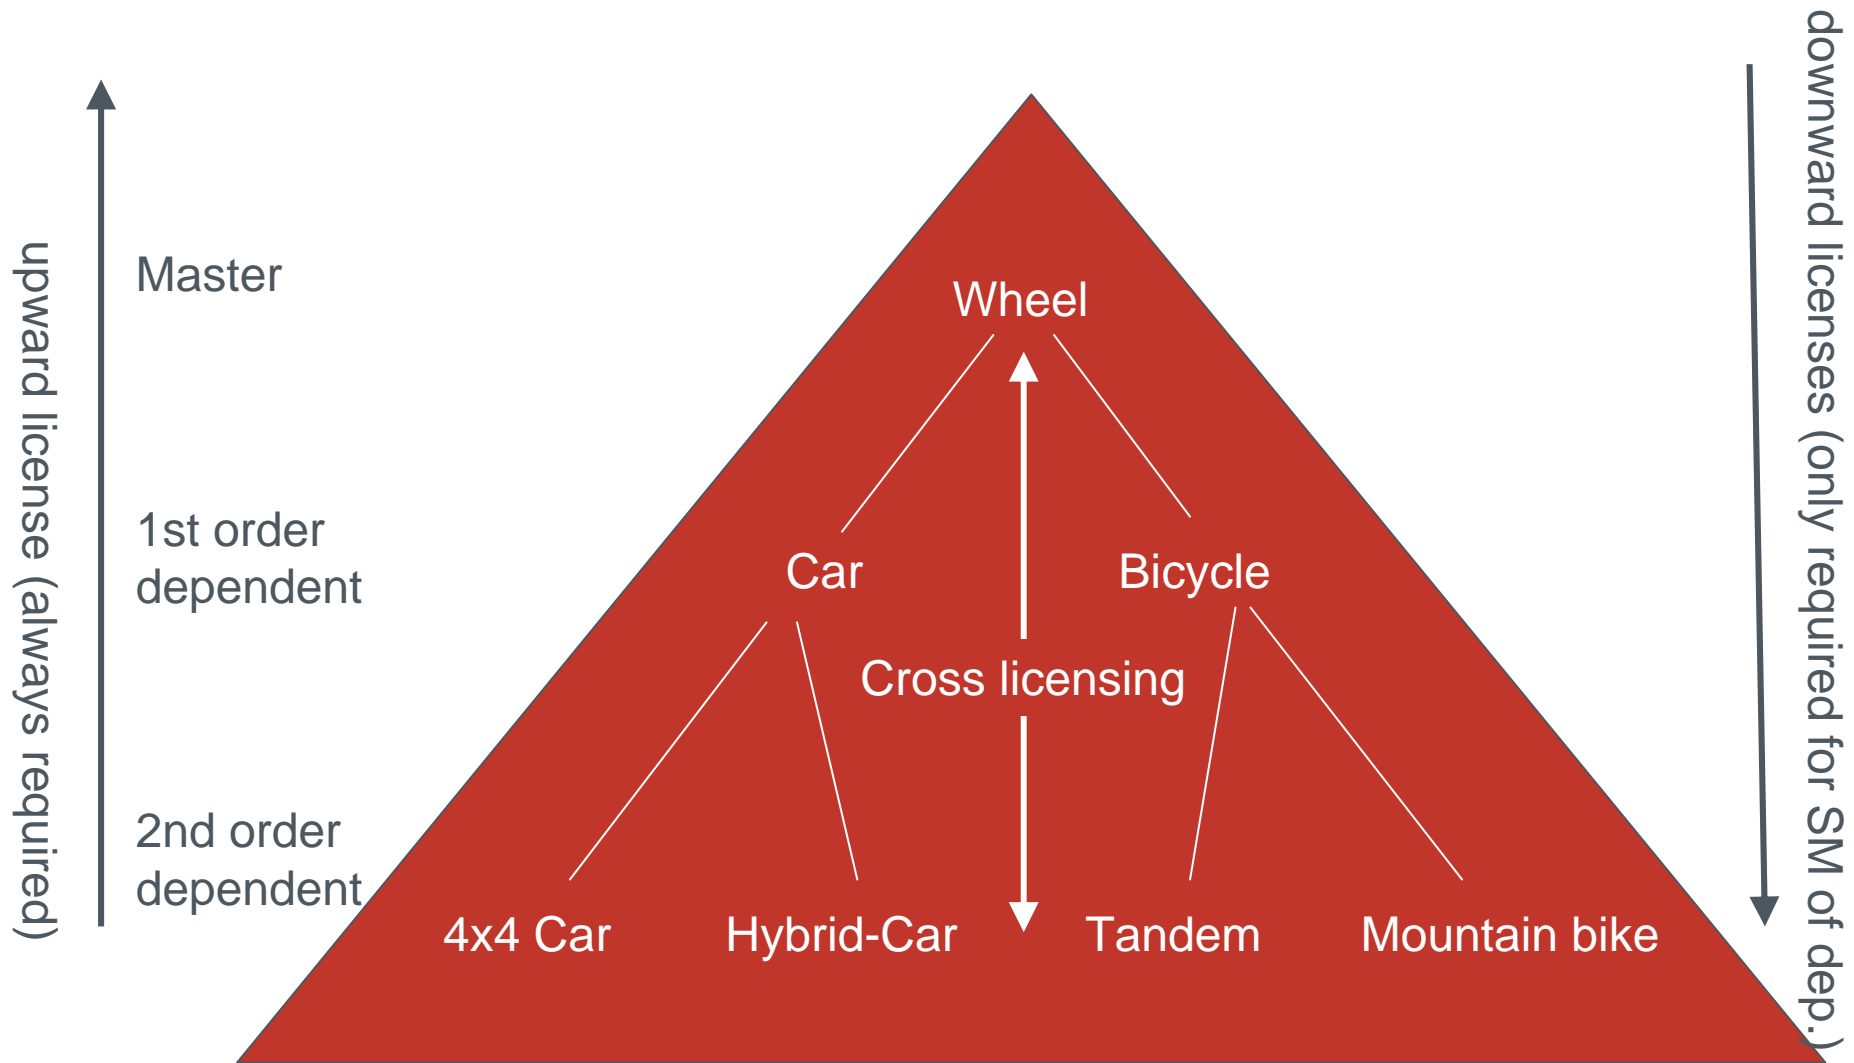 upward license (always required)
Master
1st order
dependent
2nd order
dependent
Wheel
Car
Bicycle
Cross licensing
4x4 Car
Hybrid-Car
Tandem
Mountain bike
downward licenses (only required for SM of dep.)